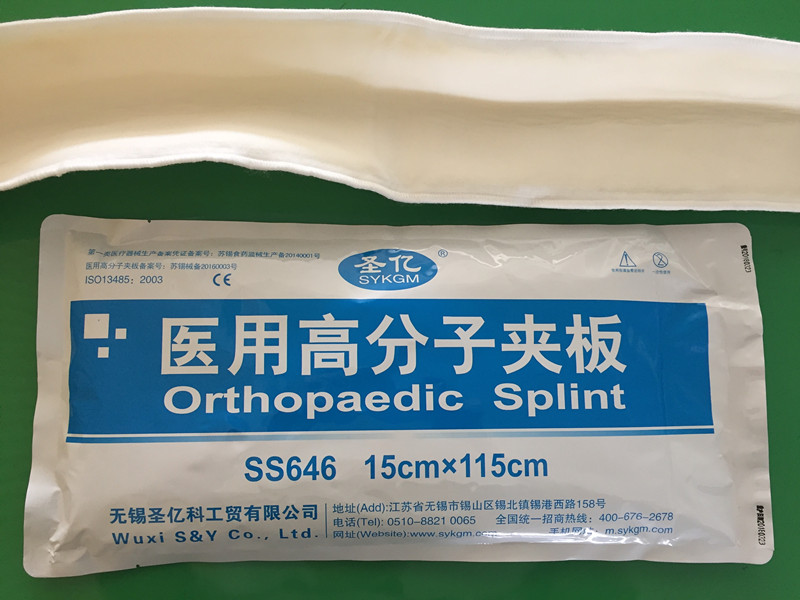 第一类医疗器械生产备案凭证备案号：苏锡食药监械生产备20140001号
医用高分子夹板备案号：苏锡械备20160003号
ISO13485：2003
CE
圣亿®
SYKGM
医用高分子夹板
Orthopaedic Splint
SS646 15cm×115cm
无锡圣亿科工贸有限公司
Wuxi S&Y Co., Ltd.
地址(Add):江苏省无锡市锡山区锡北镇锡港西路158号
电话(Tel): 0510-8821 0065 全国统一招商热线：400-676-2678
网址(Website):www.sykgm.com 手机网址：m.sykgm.com